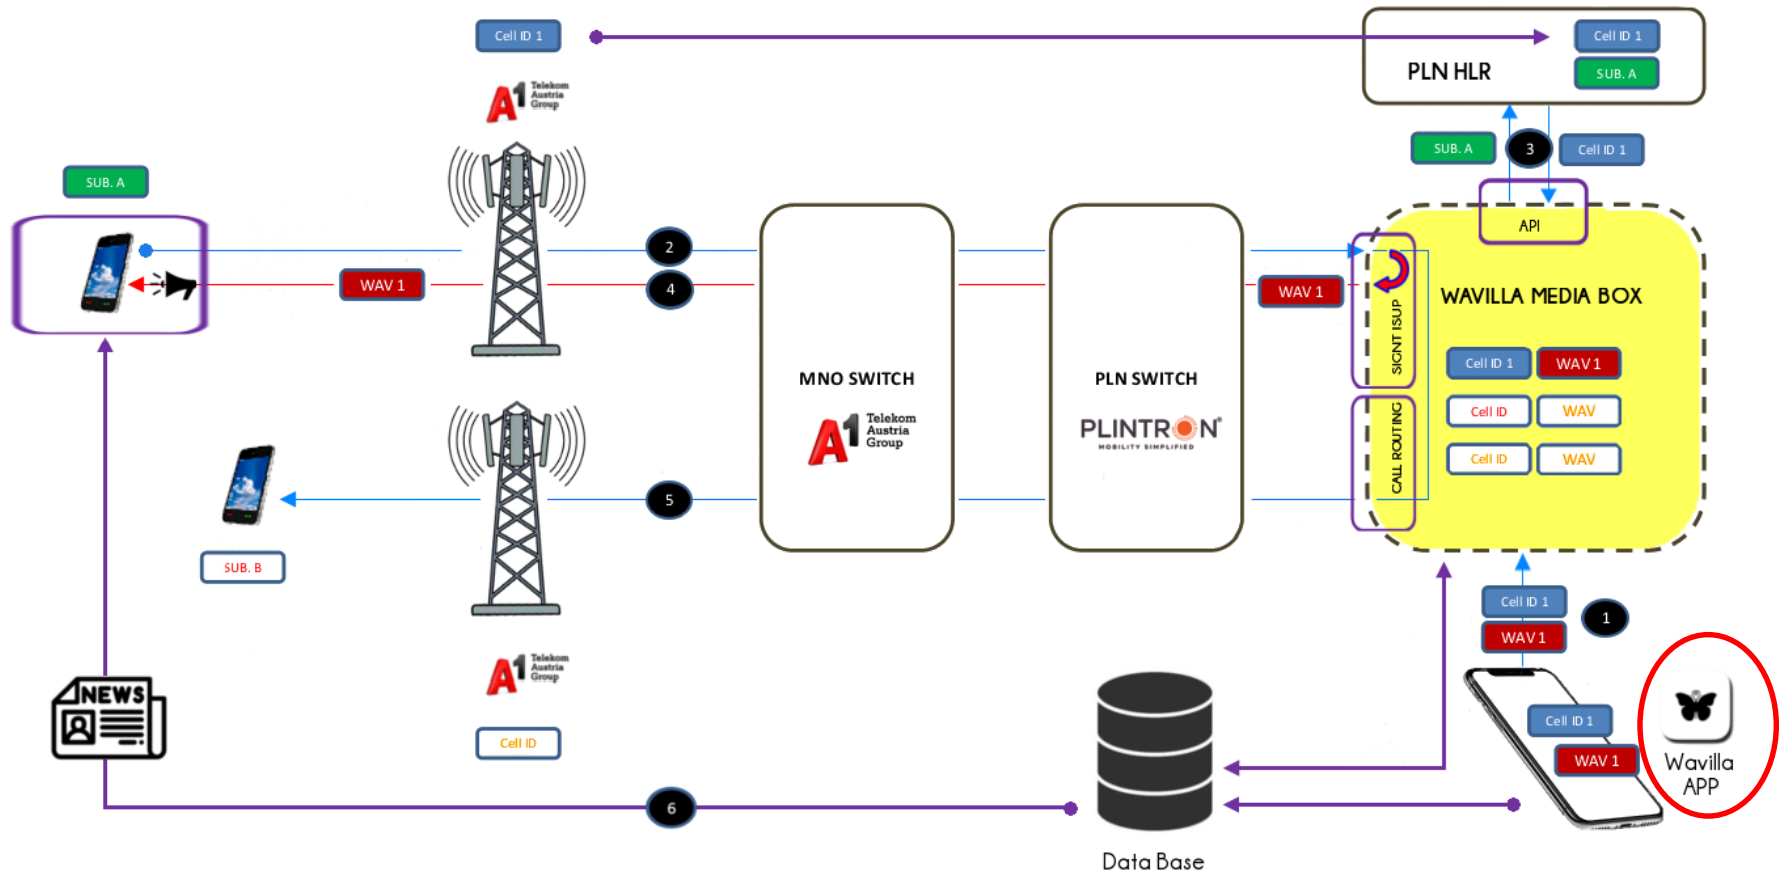 Cell ID 1
Cell ID 1
PLN HLR
SUB. A
A1 Telekom
Austria
Group
SUB. A
3
Cell ID 1
SUB. A
API
2
WAV 1
4
WAV 1
SIGNT ISUP
WAVILLA MEDIA BOX
MNO SWITCH
A1 Telekom
Austria
Group
PLN SWITCH
PLINTRON®
MOBILITY SIMPLIFIED
Cell ID 1
WAV 1
Cell ID
WAV
Cell ID
WAV
CALL ROUTING
5
SUB. B
Cell ID 1
WAV 1
1
A1 Telekom
Austria
Group
Cell ID
NEWS
Cell ID 1
WAV 1
Wavilla
APP
6
Data Base